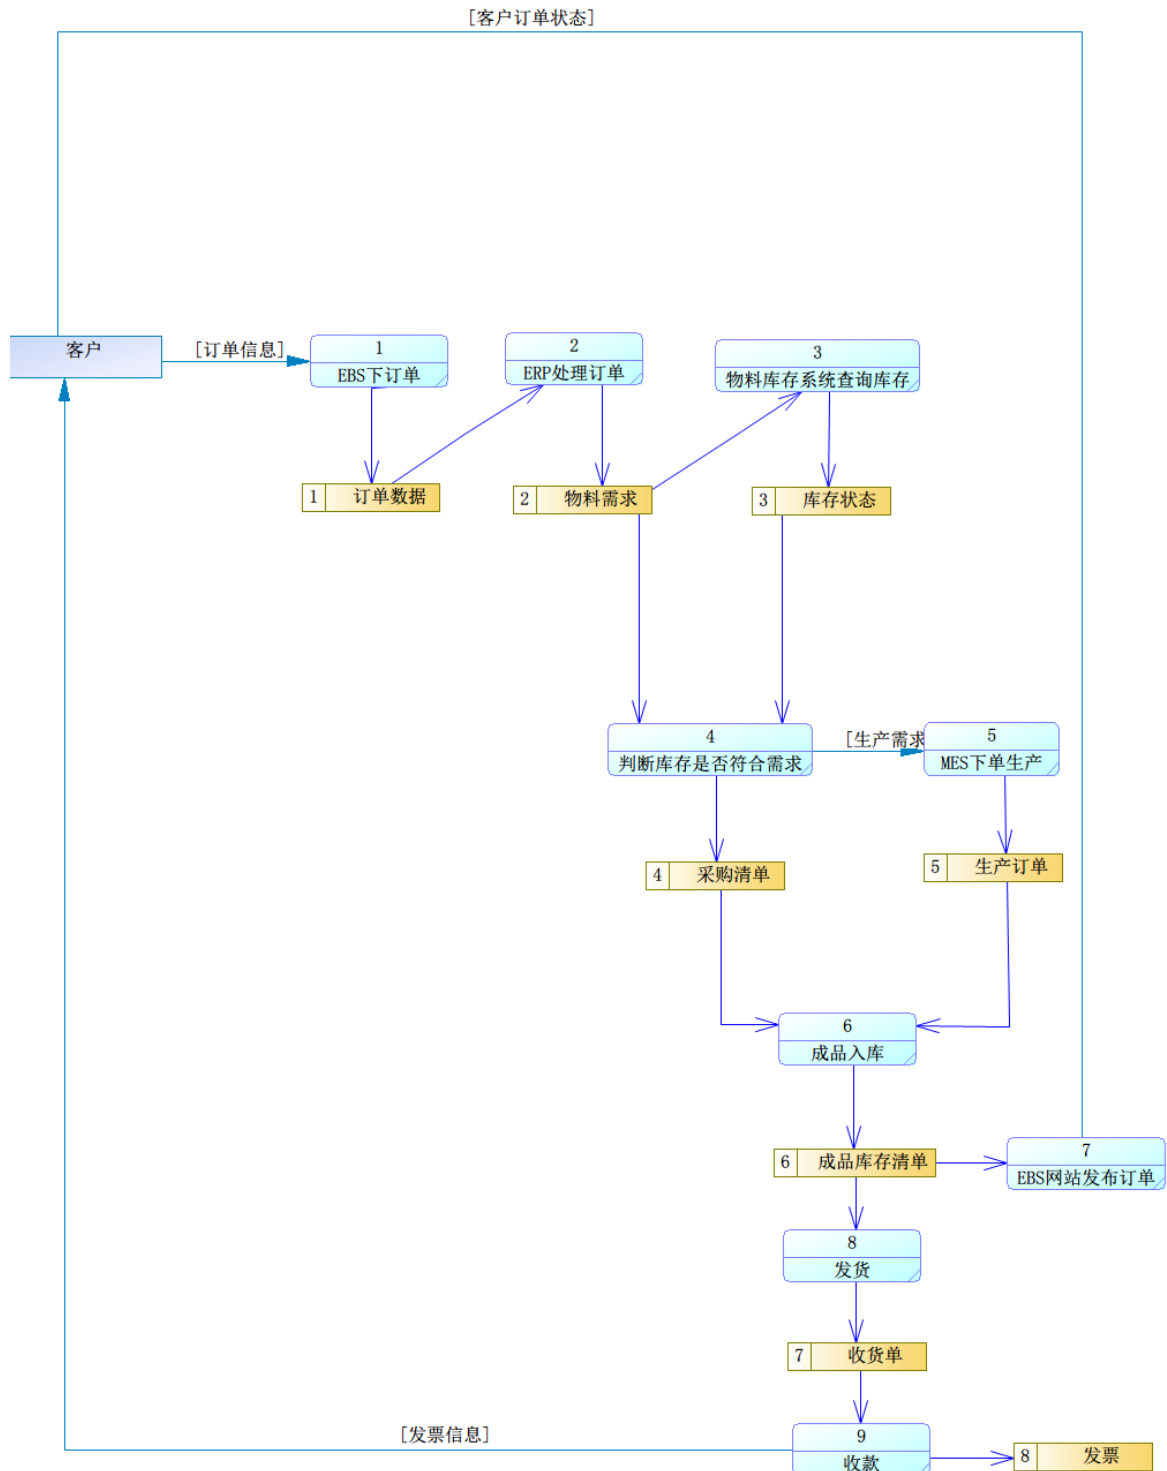 [客户订单状态]
客户
[订单信息]
1
EBS下订单
2
ERP处理订单
3
物料库存系统查询库存
1 订单数据
2 物料需求
3 库存状态
4
判断库存是否符合需求
[生产需求
5
MES下单生产
4 采购清单
5 生产订单
6
成品入库
6 成品库存清单
7
EBS网站发布订单
8
发货
7 收货单
[发票信息]
9
收款
8 发票